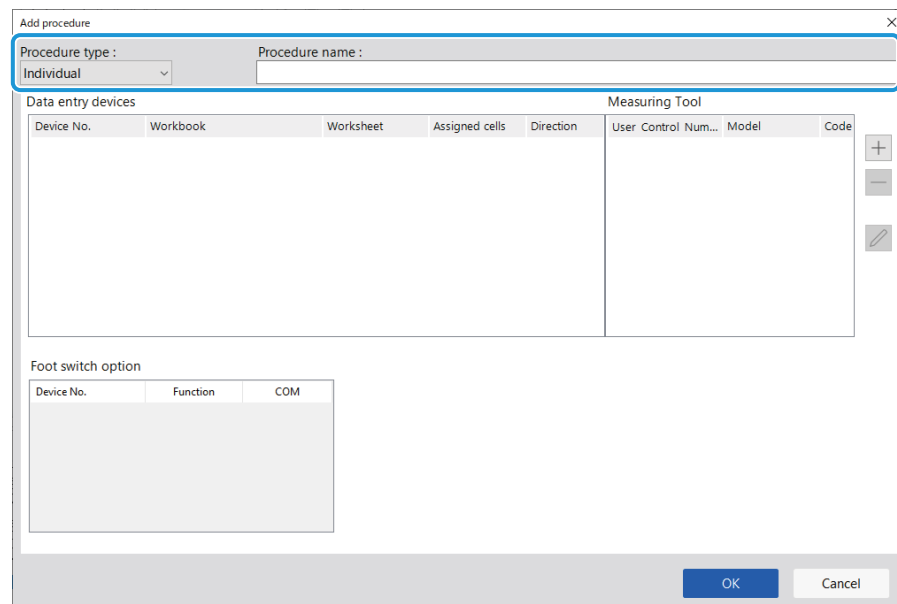 Add procedure
Procedure type : Procedure name :
Individual
Data entry devices Measuring Tool
Device No. Workbook Worksheet Assigned cells Direction User Control Num... Model Code
Foot switch option
Device No. Function COM
OK Cancel